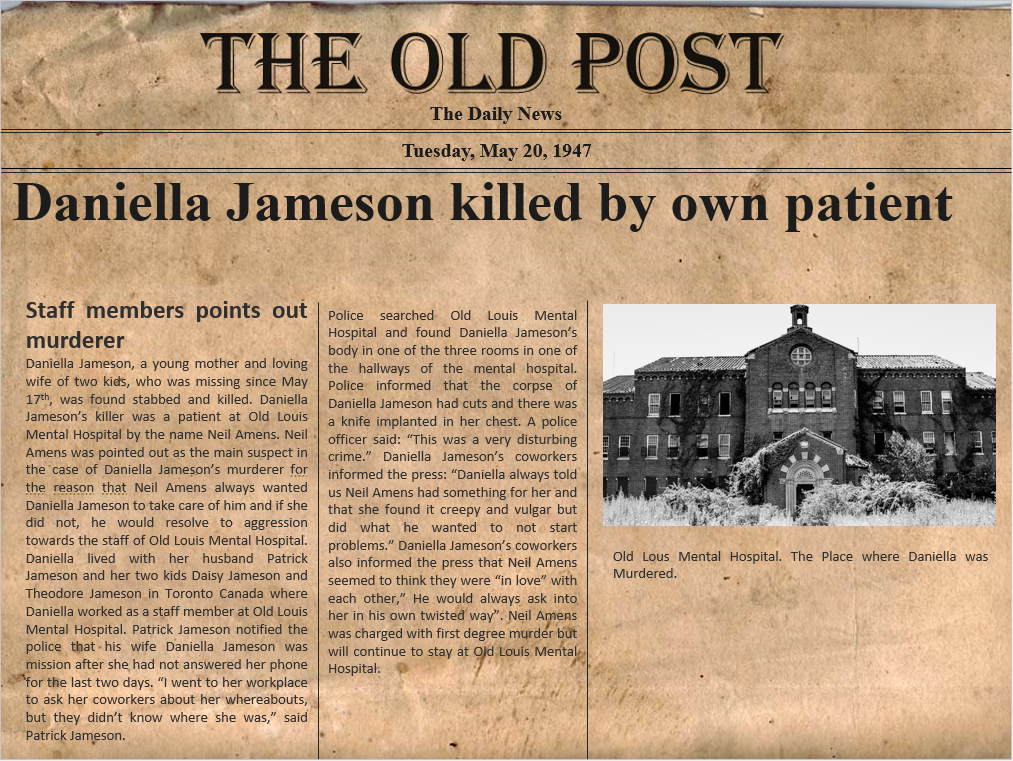 THE OLD POST
The Daily News
Tuesday, May 20, 1947
Daniella Jameson killed by own patient
Staff members points out
murderer
Daniella Jameson, a young mother and loving
wife of two kids, who was missing since May
17th, was found stabbed and killed. Daniella
Jameson’s killer was a patient at Old Louis
Mental Hospital by the name Neil Amens. Neil
Amens was pointed out as the main suspect in
the case of Daniella Jameson’s murderer for
the reason that Neil Amens always wanted
Daniella Jameson to take care of him and if she
did not, he would resolve to aggression
towards the staff of Old Louis Mental Hospital.
Daniella lived with her husband Patrick
Jameson and her two kids Daisy Jameson and
Theodore Jameson in Toronto Canada where
Daniella worked as a staff member at Old Louis
Mental Hospital. Patrick Jameson notified the
police that his wife Daniella Jameson was
mission after she had not answered her phone
for the last two days. “I went to her workplace
to ask her coworkers about her whereabouts,
but they didn’t know where she was,” said
Patrick Jameson.
Police searched Old Louis Mental
Hospital and found Daniella Jameson’s
body in one of the three rooms in one of
the hallways of the mental hospital.
Police informed that the corpse of
Daniella Jameson had cuts and there was
a knife implanted in her chest. A police
officer said: “This was a very disturbing
crime.” Daniella Jameson’s coworkers
informed the press: “Daniella always told
us Neil Amens had something for her and
that she found it creepy and vulgar but
did what he wanted to not start
problems.” Daniella Jameson’s coworkers
also informed the press that Neil Amens
seemed to think they were “in love” with
each other,” He would always ask into
her in his own twisted way”. Neil Amens
was charged with first degree murder but
will continue to stay at Old Louis Mental
Hospital.
Old Lous Mental Hospital. The Place where Daniella was
Murdered.